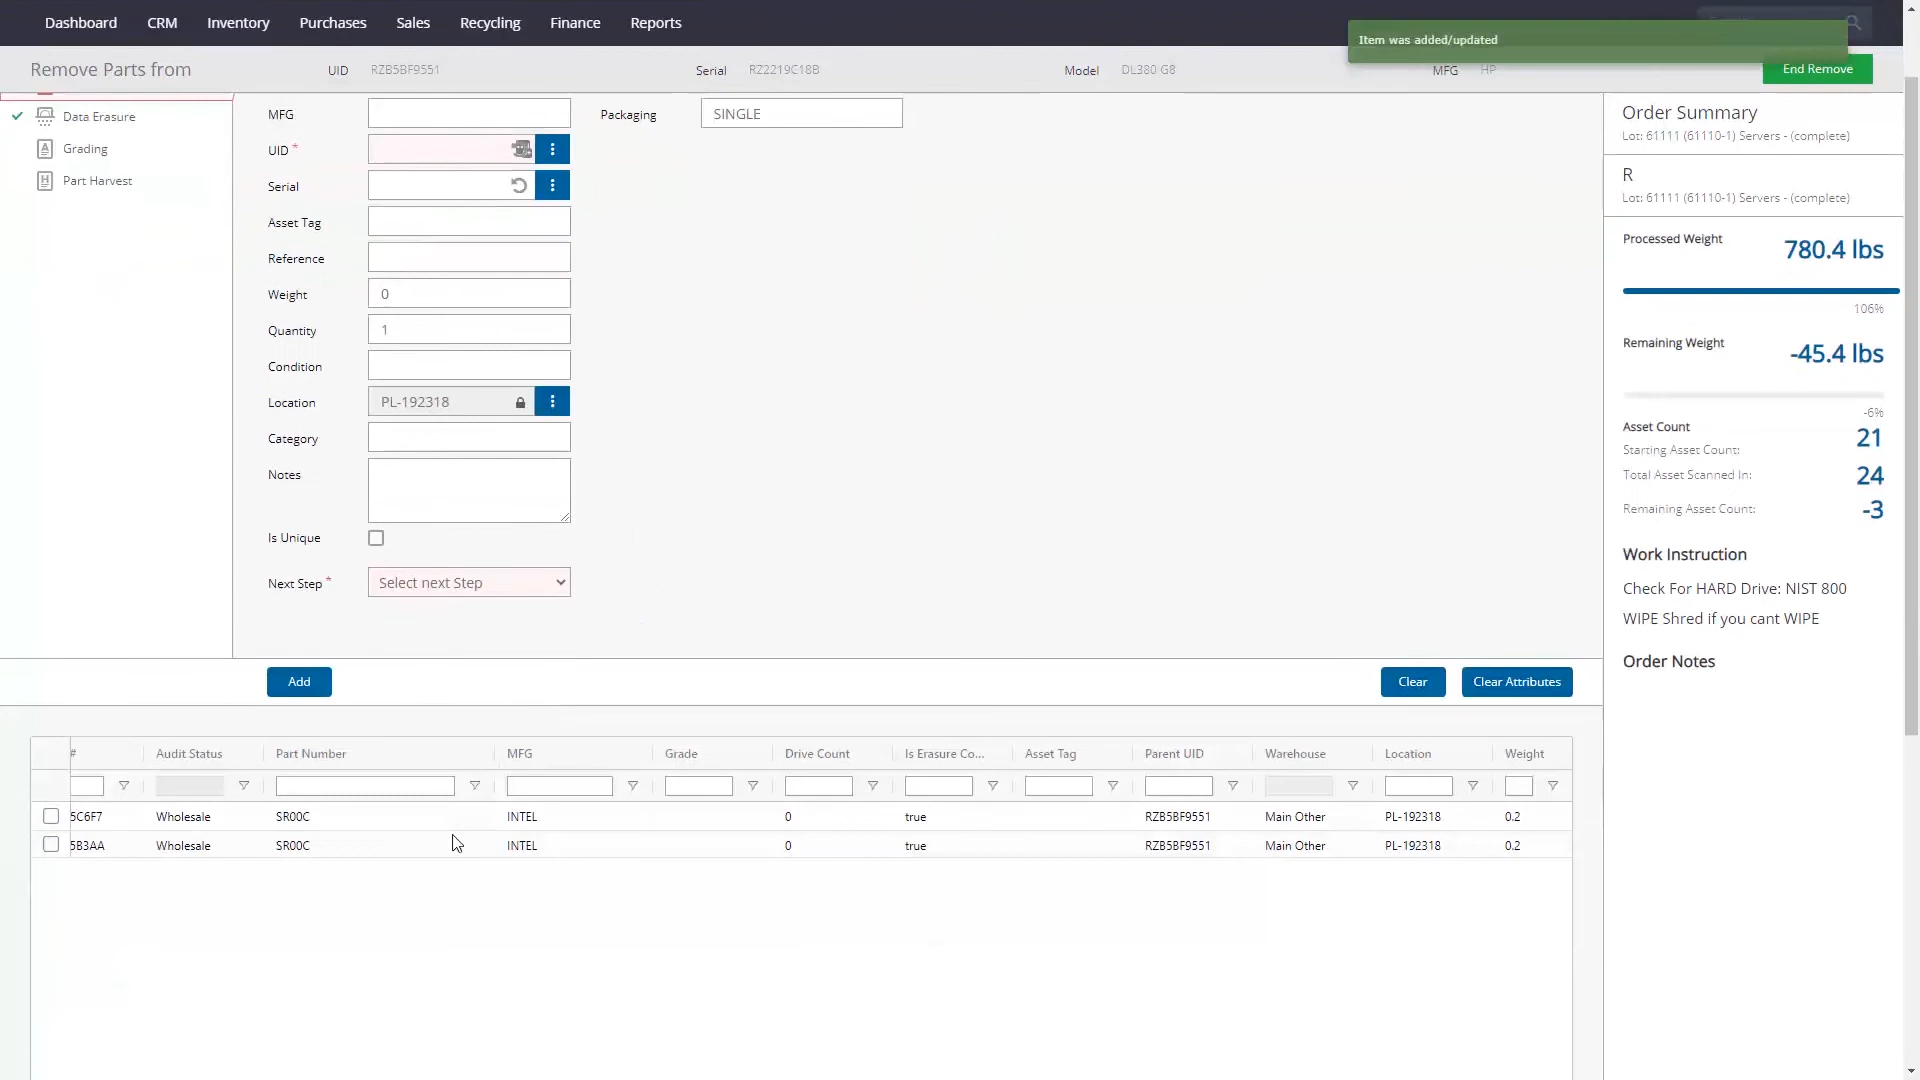 Dashboard CRM Inventory Purchases Sales Recycling Finance Reports
Item was added/updated
Remove Parts from UID RZB5BF9551 Serial RZ2219C18B Model DL380 G8 MFG HP End Remove
Data Erasure
Grading
Part Harvest
MFG
Packaging SINGLE
UID *
Serial
Asset Tag
Reference
Weight 0
Quantity 1
Condition
Location PL-192318
Category
Notes
Is Unique
Next Step * Select next Step
Add Clear Clear Attributes
# Audit Status Part Number MFG Grade Drive Count Is Erasure Co... Asset Tag Parent UID Warehouse Location Weight
5C6F7 Wholesale SR00C INTEL 0 true RZB5BF9551 Main Other PL-192318 0.2
5B3AA Wholesale SR00C INTEL 0 true RZB5BF9551 Main Other PL-192318 0.2
Order Summary
Lot: 61111 (61110-1) Servers - (complete)
R
Lot: 61111 (61110-1) Servers - (complete)
Processed Weight 780.4 lbs
106%
Remaining Weight -45.4 lbs
-6%
Asset Count
Starting Asset Count: 21
Total Asset Scanned In: 24
Remaining Asset Count: -3
Work Instruction
Check For HARD Drive: NIST 800
WIPE Shred if you cant WIPE
Order Notes